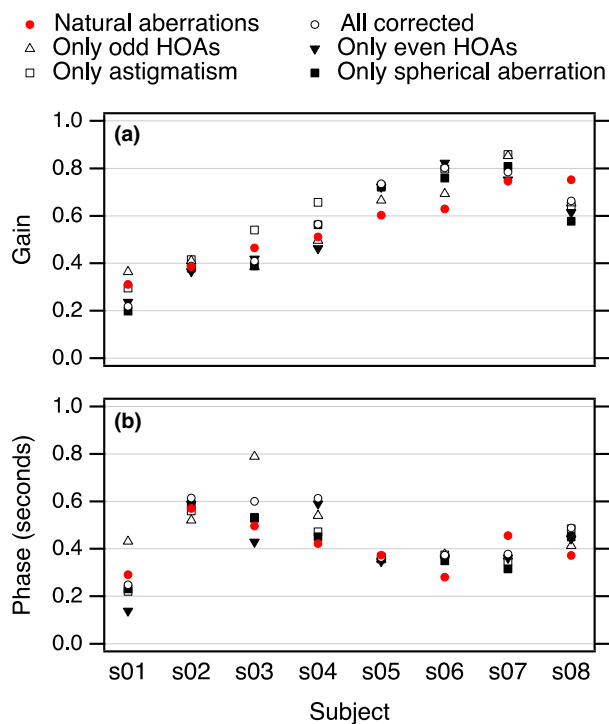 Natural aberrations All corrected
Only odd HOAs Only even HOAs
Only astigmatism Only spherical aberration
(a)
1.0
0.8
0.6
0.4
0.2
0.0
Gain
(b)
1.0
0.8
0.6
0.4
0.2
0.0
Phase (seconds)
s01 s02 s03 s04 s05 s06 s07 s08
Subject